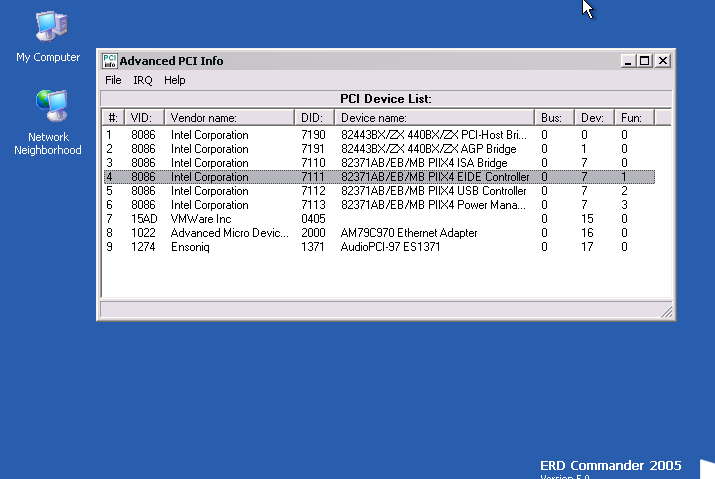 My Computer
Network
Neighborhood
PCI
info
Advanced PCI Info
File IRQ Help
PCI Device List:
#: VID: Vendor name: DID: Device name: Bus: Dev: Fun:
1 8086 Intel Corporation 7190 82443BX/ZX 440BX/ZX PCI-Host Bri... 0 0 0
2 8086 Intel Corporation 7191 82443BX/ZX 440BX/ZX AGP Bridge 0 1 0
3 8086 Intel Corporation 7110 82371AB/EB/MB PIIX4 ISA Bridge 0 7 0
4 8086 Intel Corporation 7111 82371AB/EB/MB PIIX4 EIDE Controller 0 7 1
5 8086 Intel Corporation 7112 82371AB/EB/MB PIIX4 USB Controller 0 7 2
6 8086 Intel Corporation 7113 82371AB/EB/MB PIIX4 Power Mana... 0 7 3
7 15AD VMWare Inc 0405 0 15 0
8 1022 Advanced Micro Devic... 2000 AM79C970 Ethernet Adapter 0 16 0
9 1274 Ensoniq 1371 AudioPCI-97 ES1371 0 17 0
ERD Commander 2005
Version 5.0